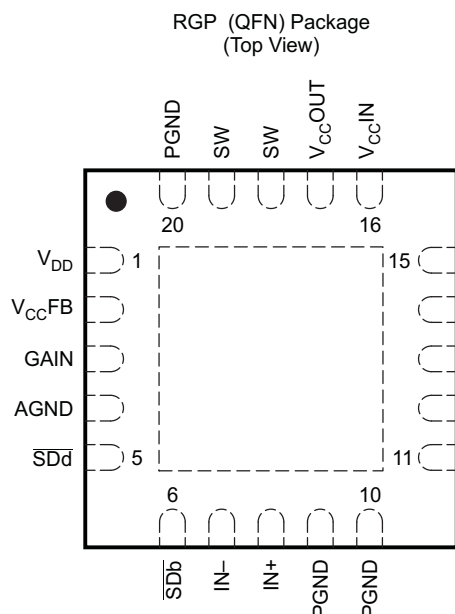 RGP (QFN) Package
(Top View)
PGND
SW
SW
VCCOUT
VCCIN
20
16
VDD
1
15
VCCFB
GAIN
AGND
SDd
5
11
6
10
SDb
IN–
IN+
PGND
PGND